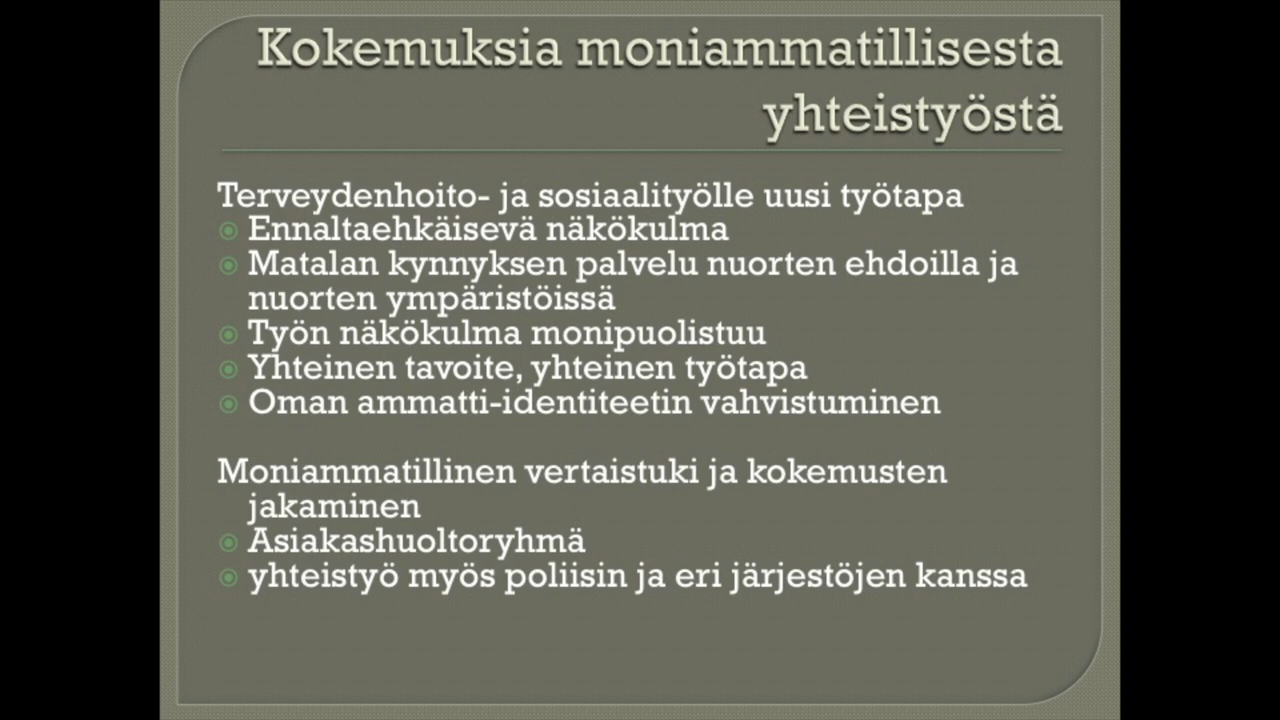 Kokemuksia moniammatillisesta
yhteistyöstä
Terveydenhoito- ja sosiaalityölle uusi työtapa
Ennaltaehkäisevä näkökulma
Matalan kynnyksen palvelu nuorten ehdoilla ja
nuorten ympäristöissä
Työn näkökulma monipuolistuu
Yhteinen tavoite, yhteinen työtapa
Oman ammatti-identiteetin vahvistuminen
Moniammatillinen vertaistuki ja kokemusten
jakaminen
Asiakashuoltoryhmä
yhteistyö myös poliisin ja eri järjestöjen kanssa